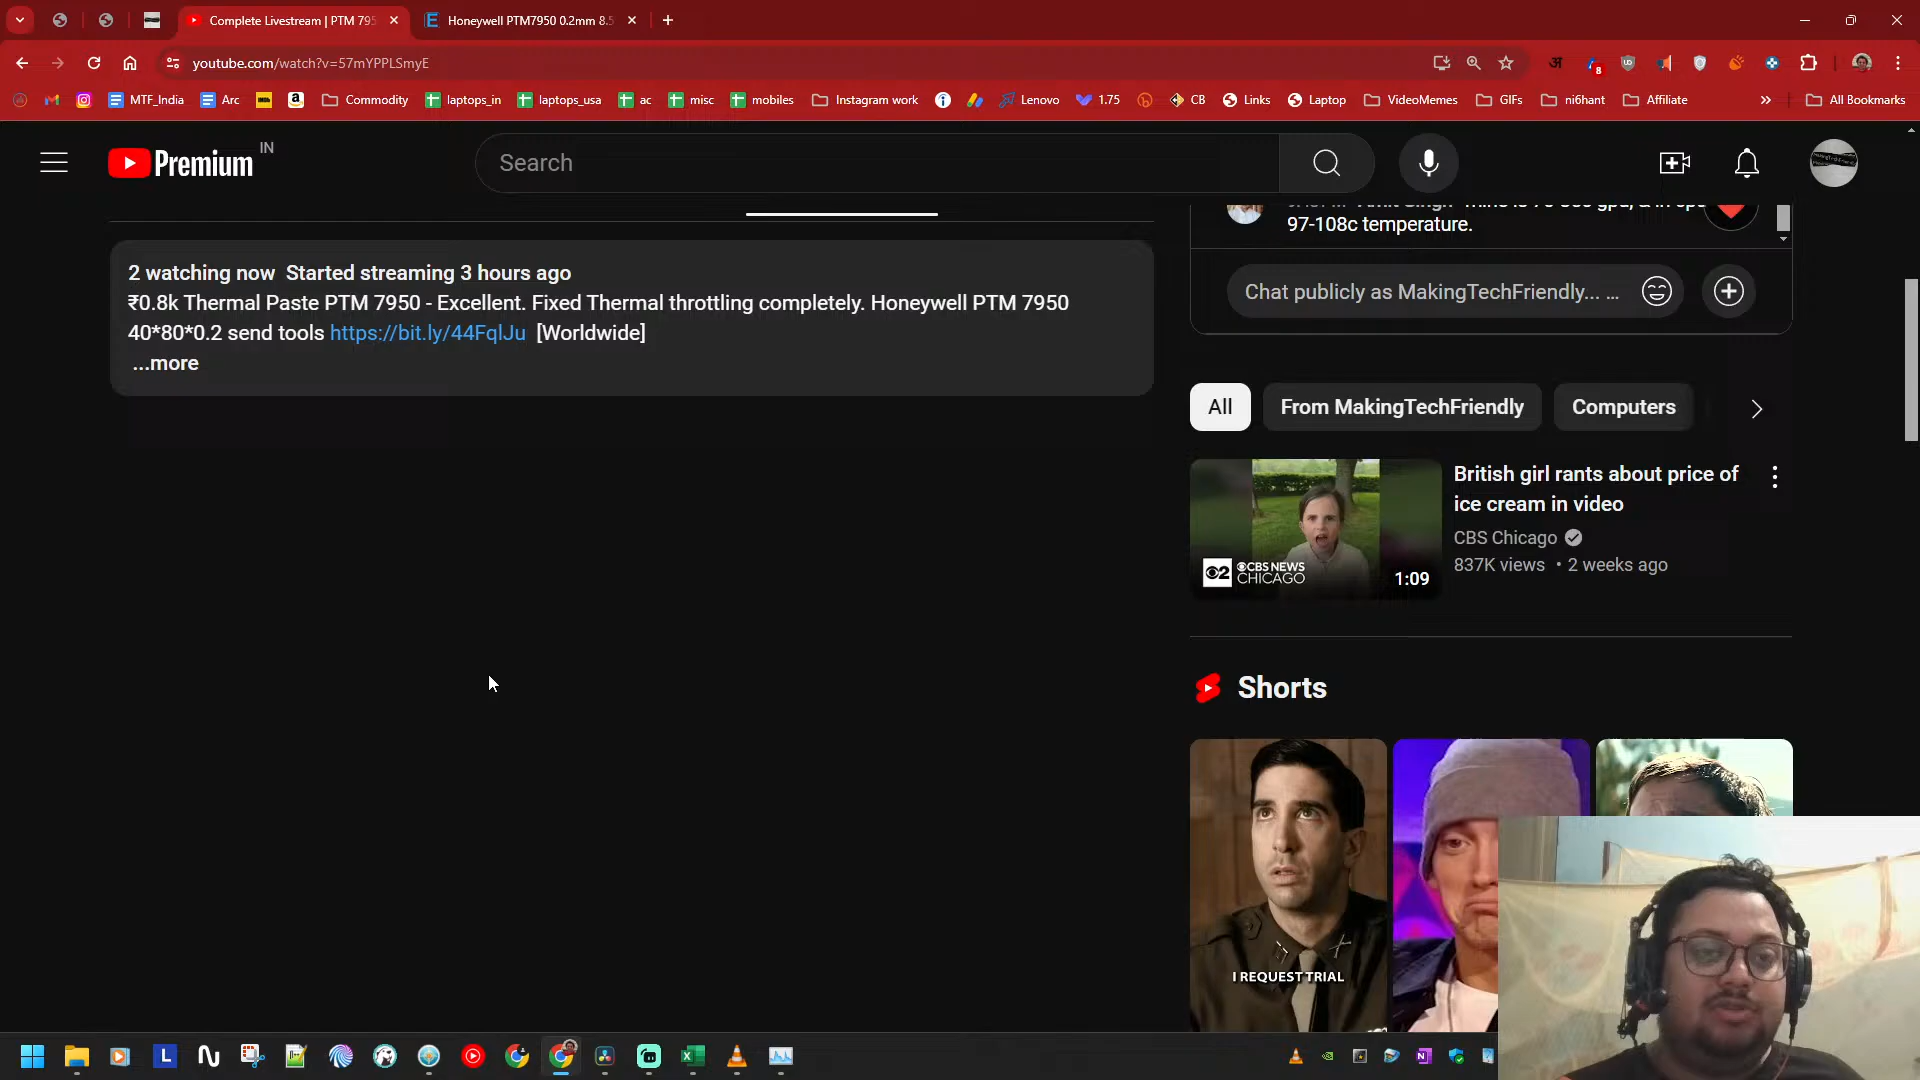 Complete Livestream | PTM 795
Honeywell PTM7950 0.2mm 8.5
youtube.com/watch?v=57mYPPLSmyE
8
MTF_India
Arc
Commodity
laptops_in
laptops_usa
ac
misc
mobiles
Instagram work
Lenovo
1.75
CB
Links
Laptop
VideoMemes
GIFs
ni6hant
Affiliate
All Bookmarks
Premium
IN
Search
97-108c temperature.
Chat publicly as MakingTechFriendly... ...
2 watching now Started streaming 3 hours ago
₹0.8k Thermal Paste PTM 7950 - Excellent. Fixed Thermal throttling completely. Honeywell PTM 7950
40*80*0.2 send tools https://bit.ly/44FqlJu [Worldwide]
...more
All
From MakingTechFriendly
Computers
British girl rants about price of
ice cream in video
CBS Chicago
837K views • 2 weeks ago
CBS NEWS
CHICAGO
1:09
Shorts
I REQUEST TRIAL